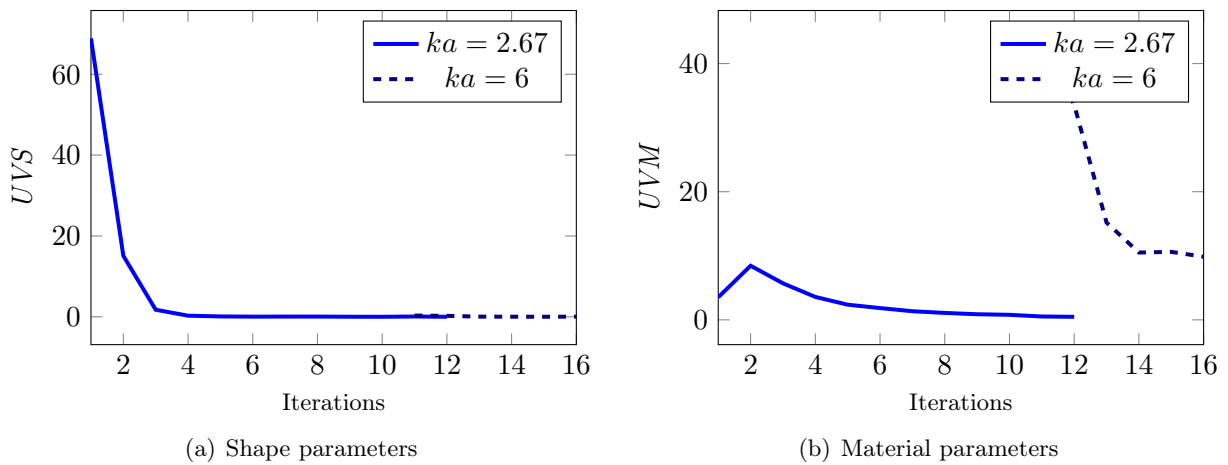 ka = 2.67
ka = 6
60
40
20
0
UVS
2 4 6 8 10 12 14 16
Iterations
(a) Shape parameters
ka = 2.67
ka = 6
40
20
0
UVM
2 4 6 8 10 12 14 16
Iterations
(b) Material parameters